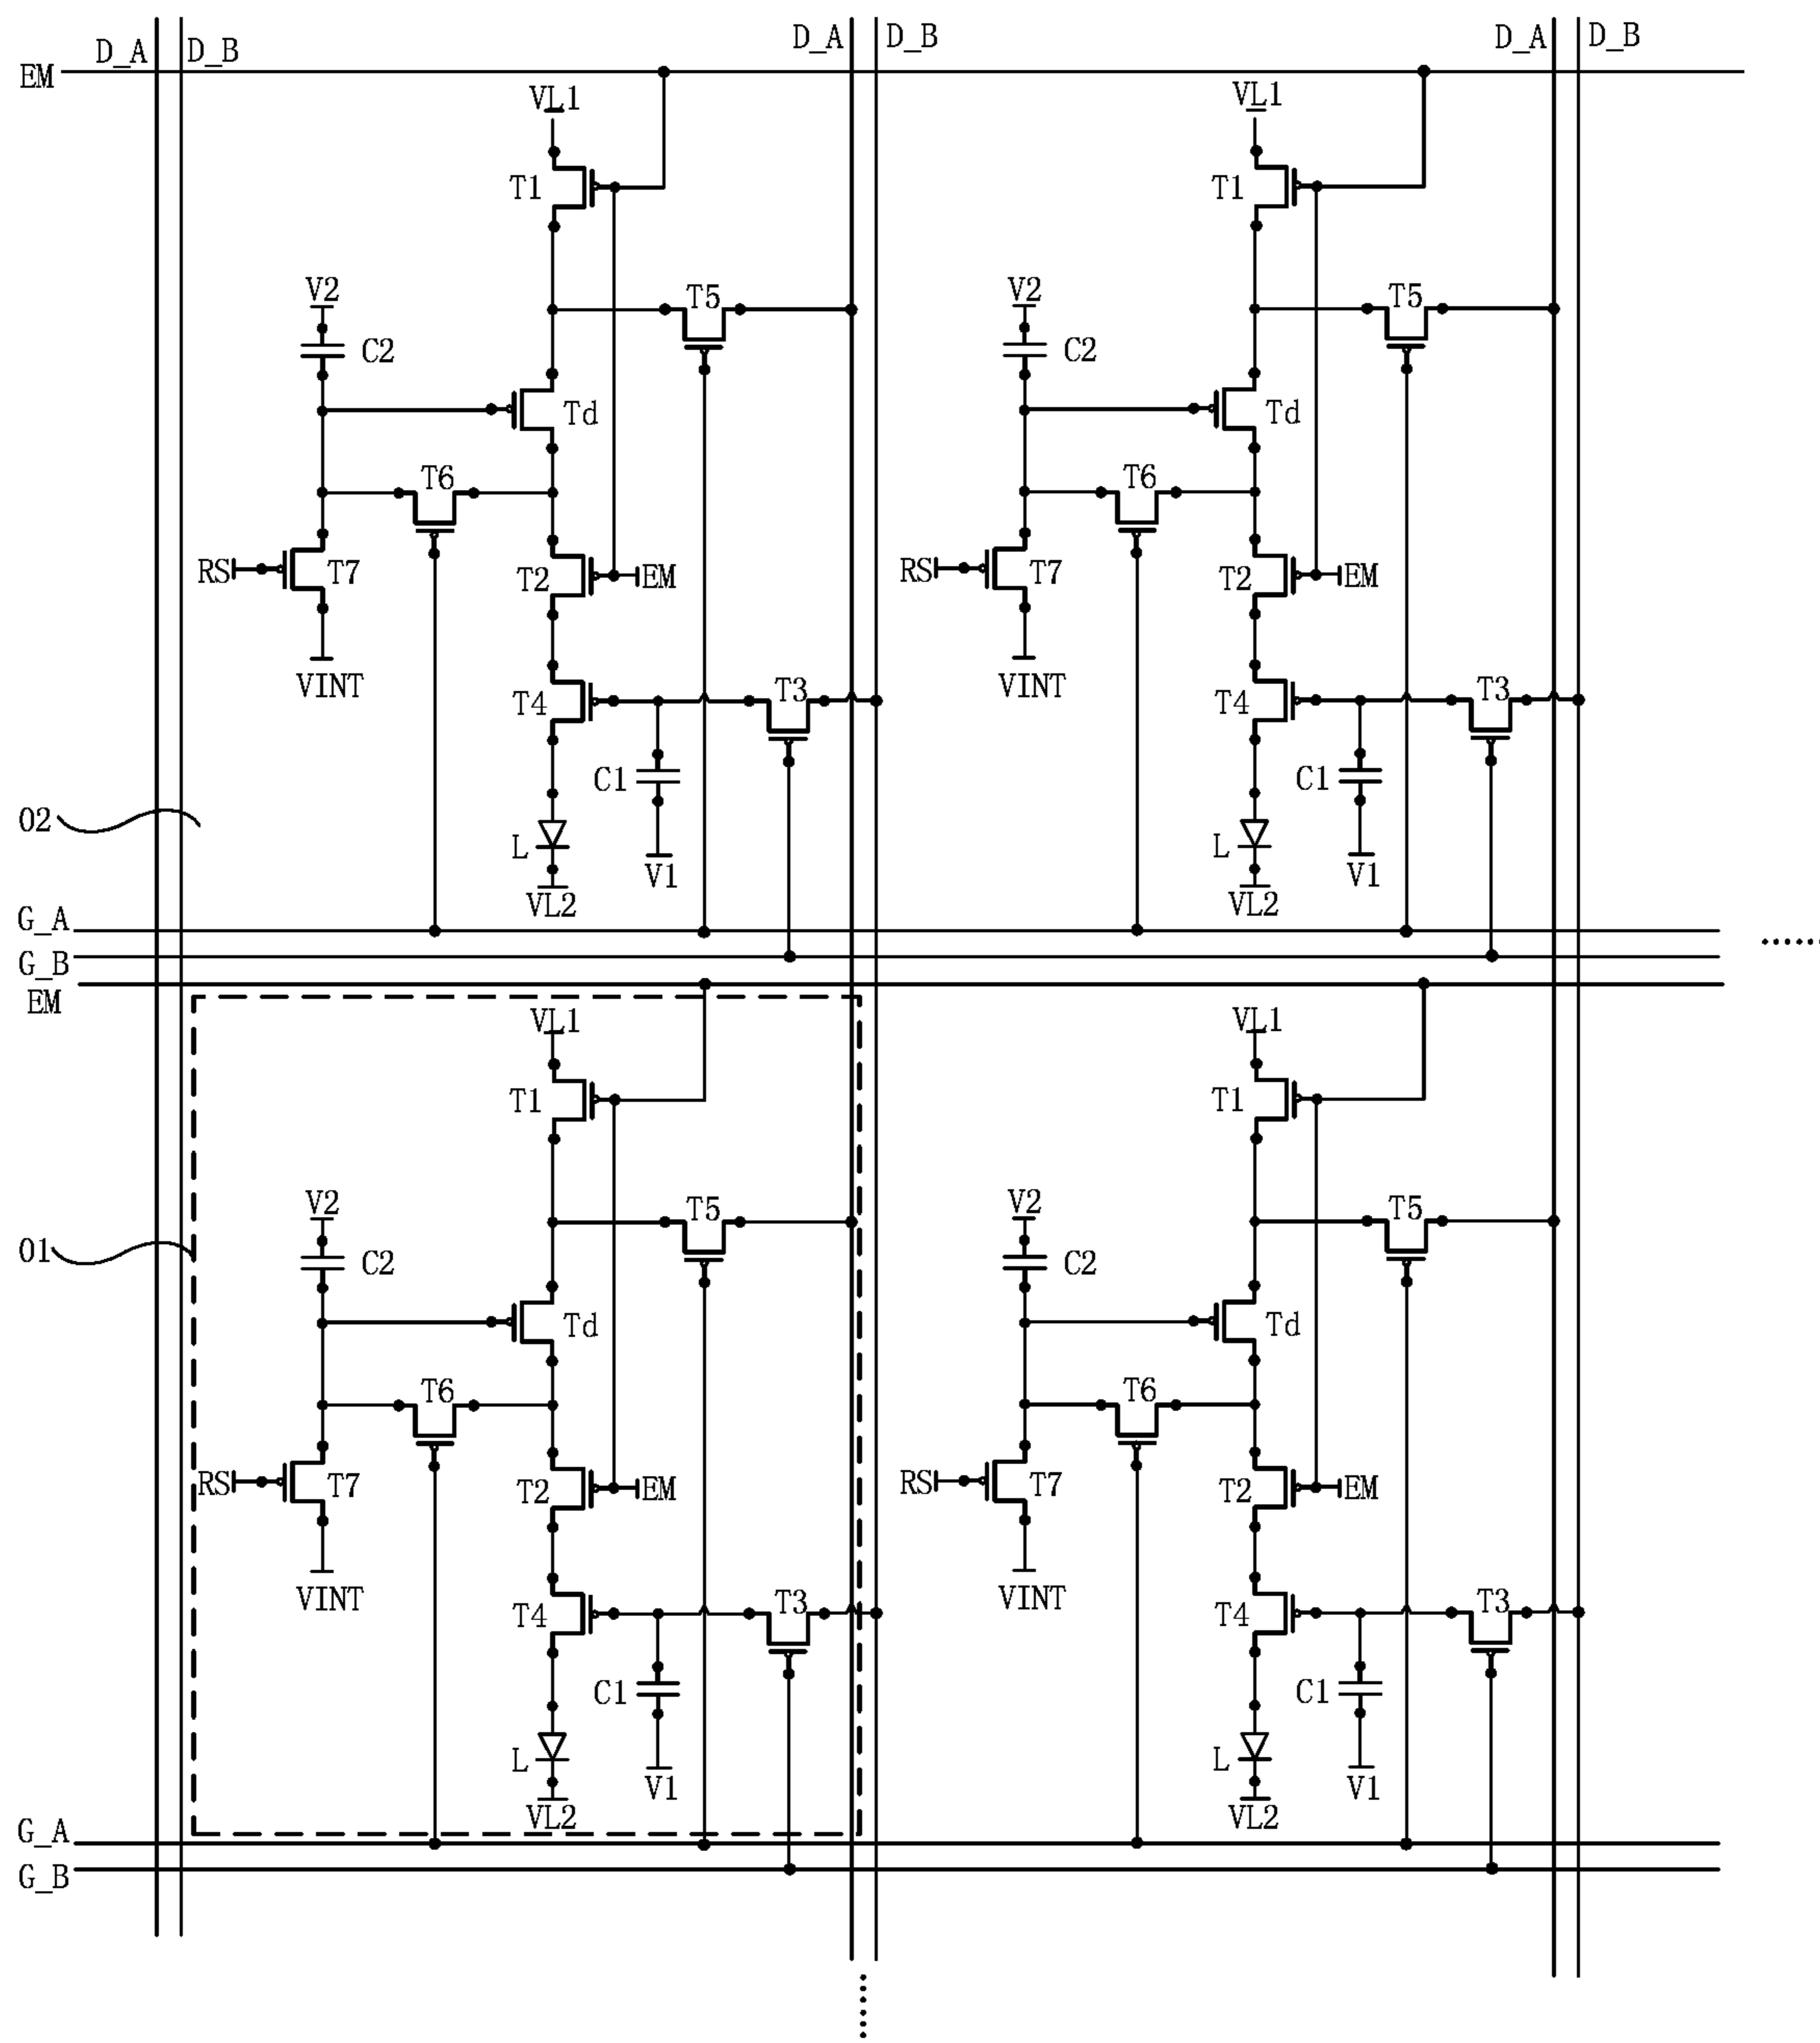 D_A D_B D_A D_B D_A D_B
EM
VL1 VL1
T1 T1
V2 T5 V2 T5
C2 C2
Td Td
T6 T6
RS T7 T2 EM RS T7 T2 EM
VINT T4 T3 VINT T4 T3
C1 C1
02 L V1 L V1
VL2 VL2
G_A
G_B
EM
VL1 VL1
T1 T1
V2 T5 V2 T5
01 C2 C2
Td Td
T6 T6
RS T7 T2 EM RS T7 T2 EM
VINT T4 T3 VINT T4 T3
C1 C1
L V1 L V1
VL2 VL2
G_A
G_B